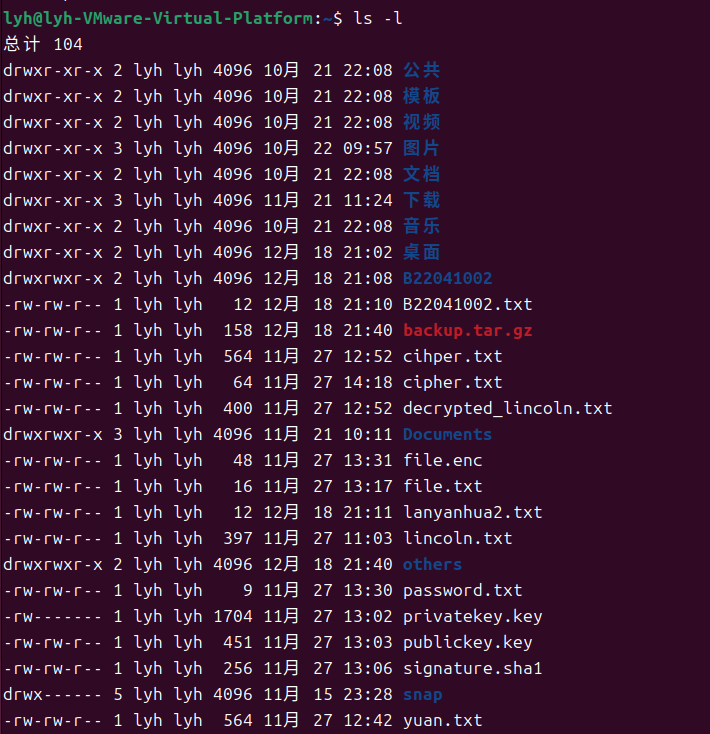 lyh@lyh-VMware-Virtual-Platform:~$ ls -l
总计 104
drwxr-xr-x 2 lyh lyh 4096 10月 21 22:08 公共
drwxr-xr-x 2 lyh lyh 4096 10月 21 22:08 模板
drwxr-xr-x 2 lyh lyh 4096 10月 21 22:08 视频
drwxr-xr-x 3 lyh lyh 4096 10月 22 09:57 图片
drwxr-xr-x 2 lyh lyh 4096 10月 21 22:08 文档
drwxr-xr-x 3 lyh lyh 4096 11月 21 11:24 下载
drwxr-xr-x 2 lyh lyh 4096 10月 21 22:08 音乐
drwxr-xr-x 2 lyh lyh 4096 12月 18 21:02 桌面
drwxrwxr-x 2 lyh lyh 4096 12月 18 21:08 B22041002
-rw-rw-r-- 1 lyh lyh   12 12月 18 21:10 B22041002.txt
-rw-rw-r-- 1 lyh lyh  158 12月 18 21:40 backup.tar.gz
-rw-rw-r-- 1 lyh lyh  564 11月 27 12:52 cihper.txt
-rw-rw-r-- 1 lyh lyh   64 11月 27 14:18 cipher.txt
-rw-rw-r-- 1 lyh lyh  400 11月 27 12:52 decrypted_lincoln.txt
drwxrwxr-x 3 lyh lyh 4096 11月 21 10:11 Documents
-rw-rw-r-- 1 lyh lyh   48 11月 27 13:31 file.enc
-rw-rw-r-- 1 lyh lyh   16 11月 27 13:17 file.txt
-rw-rw-r-- 1 lyh lyh   12 12月 18 21:11 lanyanhua2.txt
-rw-rw-r-- 1 lyh lyh  397 11月 27 11:03 lincoln.txt
drwxrwxr-x 2 lyh lyh 4096 12月 18 21:40 others
-rw-rw-r-- 1 lyh lyh    9 11月 27 13:30 password.txt
-rw------- 1 lyh lyh 1704 11月 27 13:02 privatekey.key
-rw-rw-r-- 1 lyh lyh  451 11月 27 13:03 publickey.key
-rw-rw-r-- 1 lyh lyh  256 11月 27 13:06 signature.sha1
drwx------ 5 lyh lyh 4096 11月 15 23:28 snap
-rw-rw-r-- 1 lyh lyh  564 11月 27 12:42 yuan.txt